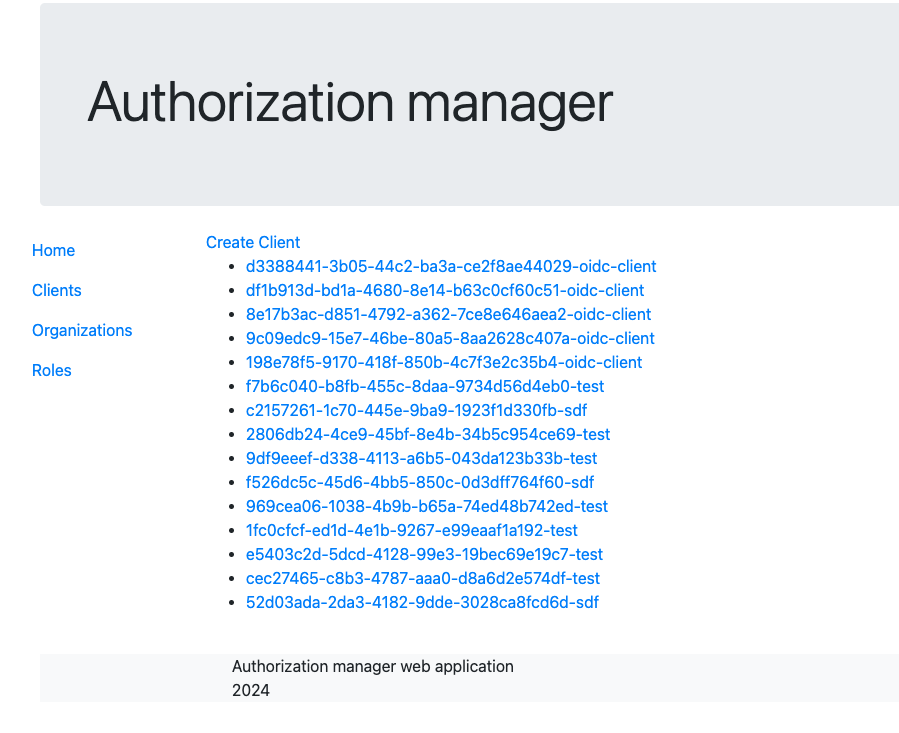 Authorization manager
Home
Clients
Organizations
Roles
Create Client
d3388441-3b05-44c2-ba3a-ce2f8ae44029-oidc-client
df1b913d-bd1a-4680-8e14-b63c0cf60c51-oidc-client
8e17b3ac-d851-4792-a362-7ce8e646aea2-oidc-client
9c09edc9-15e7-46be-80a5-8aa2628c407a-oidc-client
198e78f5-9170-418f-850b-4c7f3e2c35b4-oidc-client
f7b6c040-b8fb-455c-8daa-9734d56d4eb0-test
c2157261-1c70-445e-9ba9-1923f1d330fb-sdf
2806db24-4ce9-45bf-8e4b-34b5c954ce69-test
9df9eeef-d338-4113-a6b5-043da123b33b-test
f526dc5c-45d6-4bb5-850c-0d3dff764f60-sdf
969cea06-1038-4b9b-b65a-74ed48b742ed-test
1fc0cfcf-ed1d-4e1b-9267-e99eaaf1a192-test
e5403c2d-5dcd-4128-99e3-19bec69e19c7-test
cec27465-c8b3-4787-aaa0-d8a6d2e574df-test
52d03ada-2da3-4182-9dde-3028ca8fcd6d-sdf
Authorization manager web application
2024